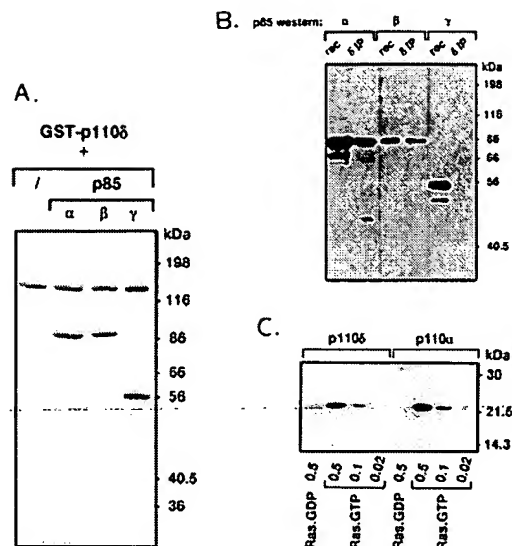 A.
GST-p110δ
+
/ p85
α β γ
kDa
198
116
86
66
56
40.5
36
B. p85 western: α β γ
rec δ IP rec δ IP rec δ IP
kDa
198
116
86
66
56
40.5
C.
p110δ p110α
kDa
30
21.5
14.3
0.5 0.5 0.1 0.02 0.5 0.5 0.1 0.02
Ras.GDP Ras.GTP Ras.GDP Ras.GTP